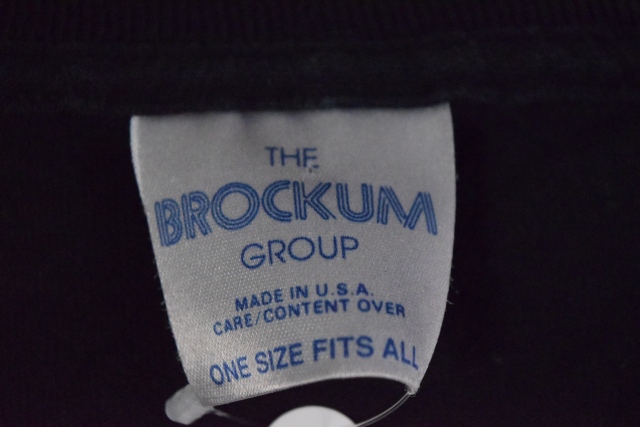 THE
BROCKUM
GROUP
MADE IN U.S.A.
CARE/CONTENT OVER
ONE SIZE FITS ALL